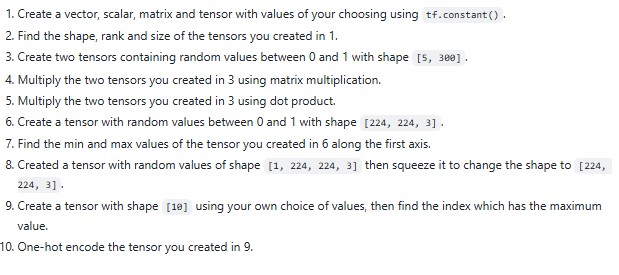 1. Create a vector, scalar, matrix and tensor with values of your choosing using tf.constant() .
2. Find the shape, rank and size of the tensors you created in 1.
3. Create two tensors containing random values between 0 and 1 with shape [5, 300] .
4. Multiply the two tensors you created in 3 using matrix multiplication.
5. Multiply the two tensors you created in 3 using dot product.
6. Create a tensor with random values between 0 and 1 with shape [224, 224, 3] .
7. Find the min and max values of the tensor you created in 6 along the first axis.
8. Created a tensor with random values of shape [1, 224, 224, 3] then squeeze it to change the shape to [224,
224, 3] .
9. Create a tensor with shape [10] using your own choice of values, then find the index which has the maximum
value.
10. One-hot encode the tensor you created in 9.